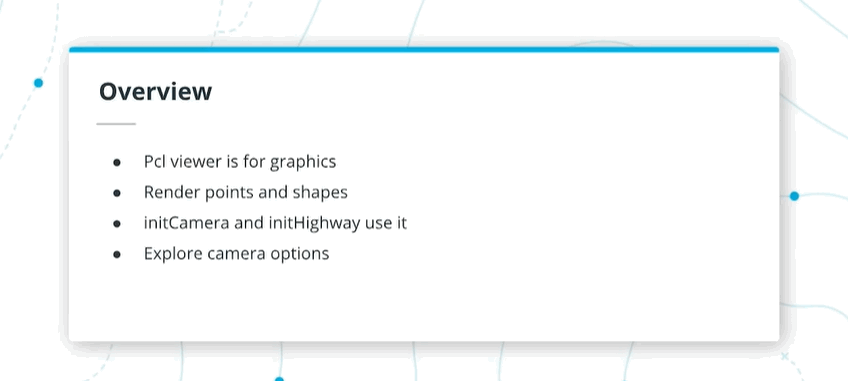 Overview
● Pcl viewer is for graphics
● Render points and shapes
● initCamera and initHighway use it
● Explore camera options